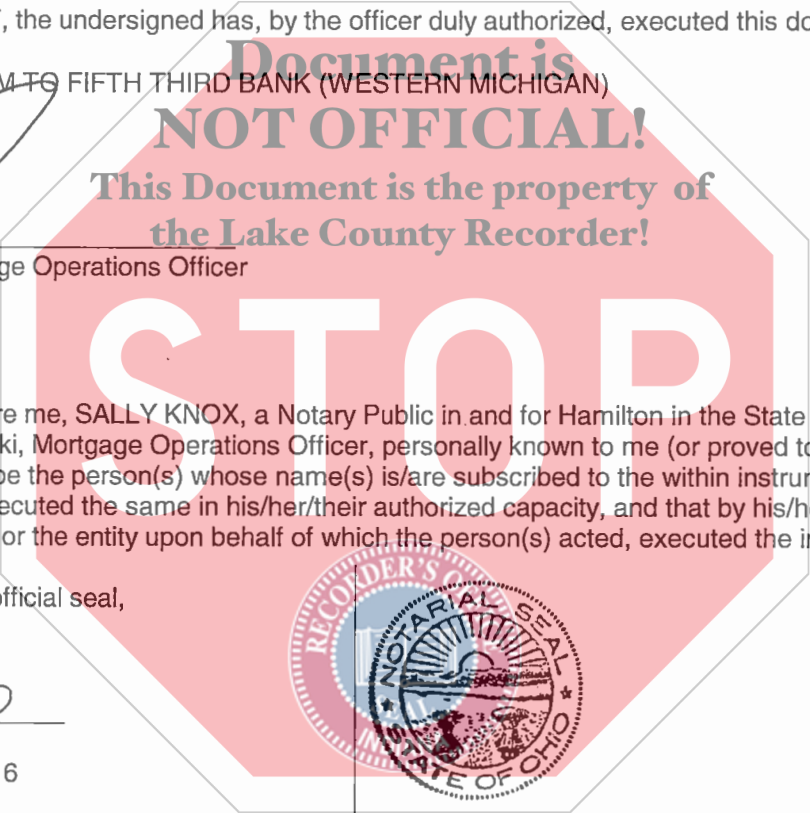 , the undersigned has, by the officer duly authorized, executed this do
Document is
M TO FIFTH THIRD BANK (WESTERN MICHIGAN)
NOT OFFICIAL!
This Document is the property of
the Lake County Recorder!
ge Operations Officer
STOP
re me, SALLY KNOX, a Notary Public in and for Hamilton in the State
ki, Mortgage Operations Officer, personally known to me (or proved to
be the person(s) whose name(s) is/are subscribed to the within instru
ecuted the same in his/her/their authorized capacity, and that by his/h
or the entity upon behalf of which the person(s) acted, executed the i
official seal,
RECORDER'S
SEAL
NOTARIAL SEAL
STATE OF OHIO
6